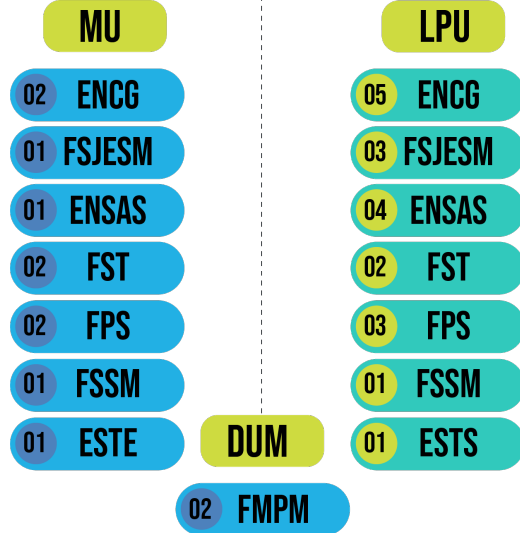 MU
02 ENCG
01 FSJESM
01 ENSAS
02 FST
02 FPS
01 FSSM
01 ESTE
LPU
05 ENCG
03 FSJESM
04 ENSAS
02 FST
03 FPS
01 FSSM
01 ESTS
DUM
02 FMPM